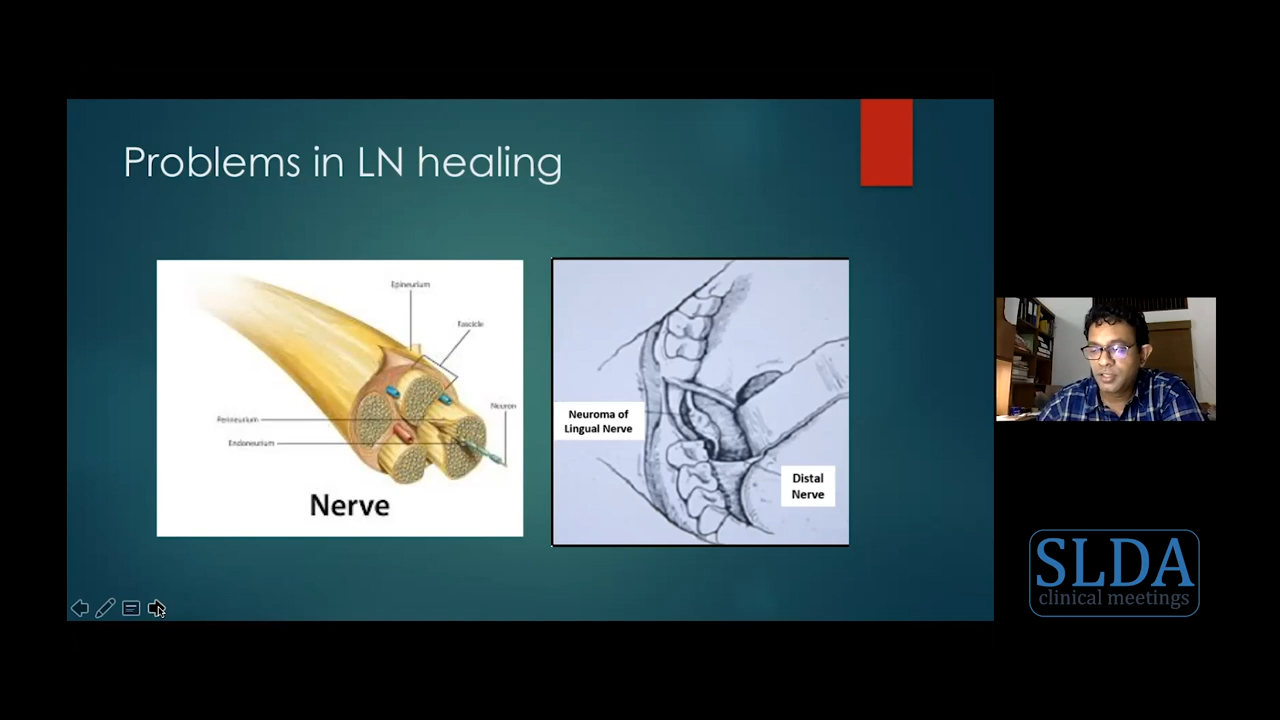 Problems in LN healing
Epineurium
Fascicle
Neuron
Perineurium
Endoneurium
Nerve
Neuroma of
Lingual Nerve
Distal
Nerve
SLDA
clinical meetings